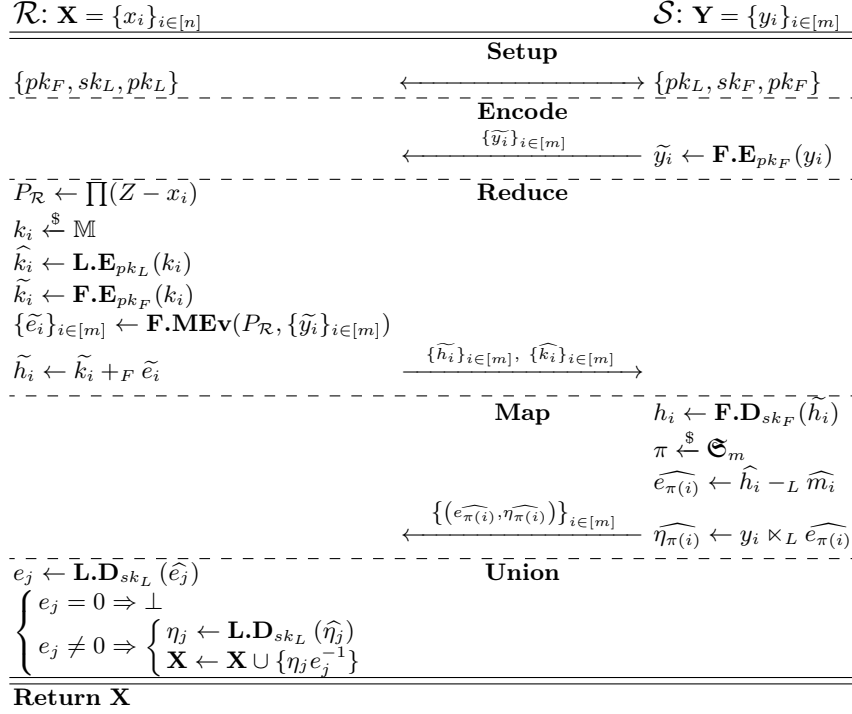 R: X = {x_i}_{i∈[n]} S: Y = {y_i}_{i∈[m]}
Setup
{pk_F, sk_L, pk_L} ⟷ {pk_L, sk_F, pk_F}
Encode
{ỹ_i}_{i∈[m]} ⟵ ỹ_i ← F.E_{pk_F}(y_i)
P_R ← ∏(Z − x_i) Reduce
k_i ←$ 𝕄
k̂_i ← L.E_{pk_L}(k_i)
k̃_i ← F.E_{pk_F}(k_i)
{ẽ_i}_{i∈[m]} ← F.MEv(P_R, {ỹ_i}_{i∈[m]})
h̃_i ← k̃_i +_F ẽ_i {h̃_i}_{i∈[m]}, {k̂_i}_{i∈[m]} ⟶
Map h_i ← F.D_{sk_F}(h̃_i)
π ←$ 𝔖_m
ê_{π(i)} ← ĥ_i −_L m̂_i
{(ê_{π(i)}, η̂_{π(i)})}_{i∈[m]} ⟵ η̂_{π(i)} ← y_i ⋉_L ê_{π(i)}
e_j ← L.D_{sk_L}(ê_j) Union
{ e_j = 0 ⇒ ⊥
e_j ≠ 0 ⇒ { η_j ← L.D_{sk_L}(η̂_j)
X ← X ∪ {η_j e_j^{-1}}
Return X